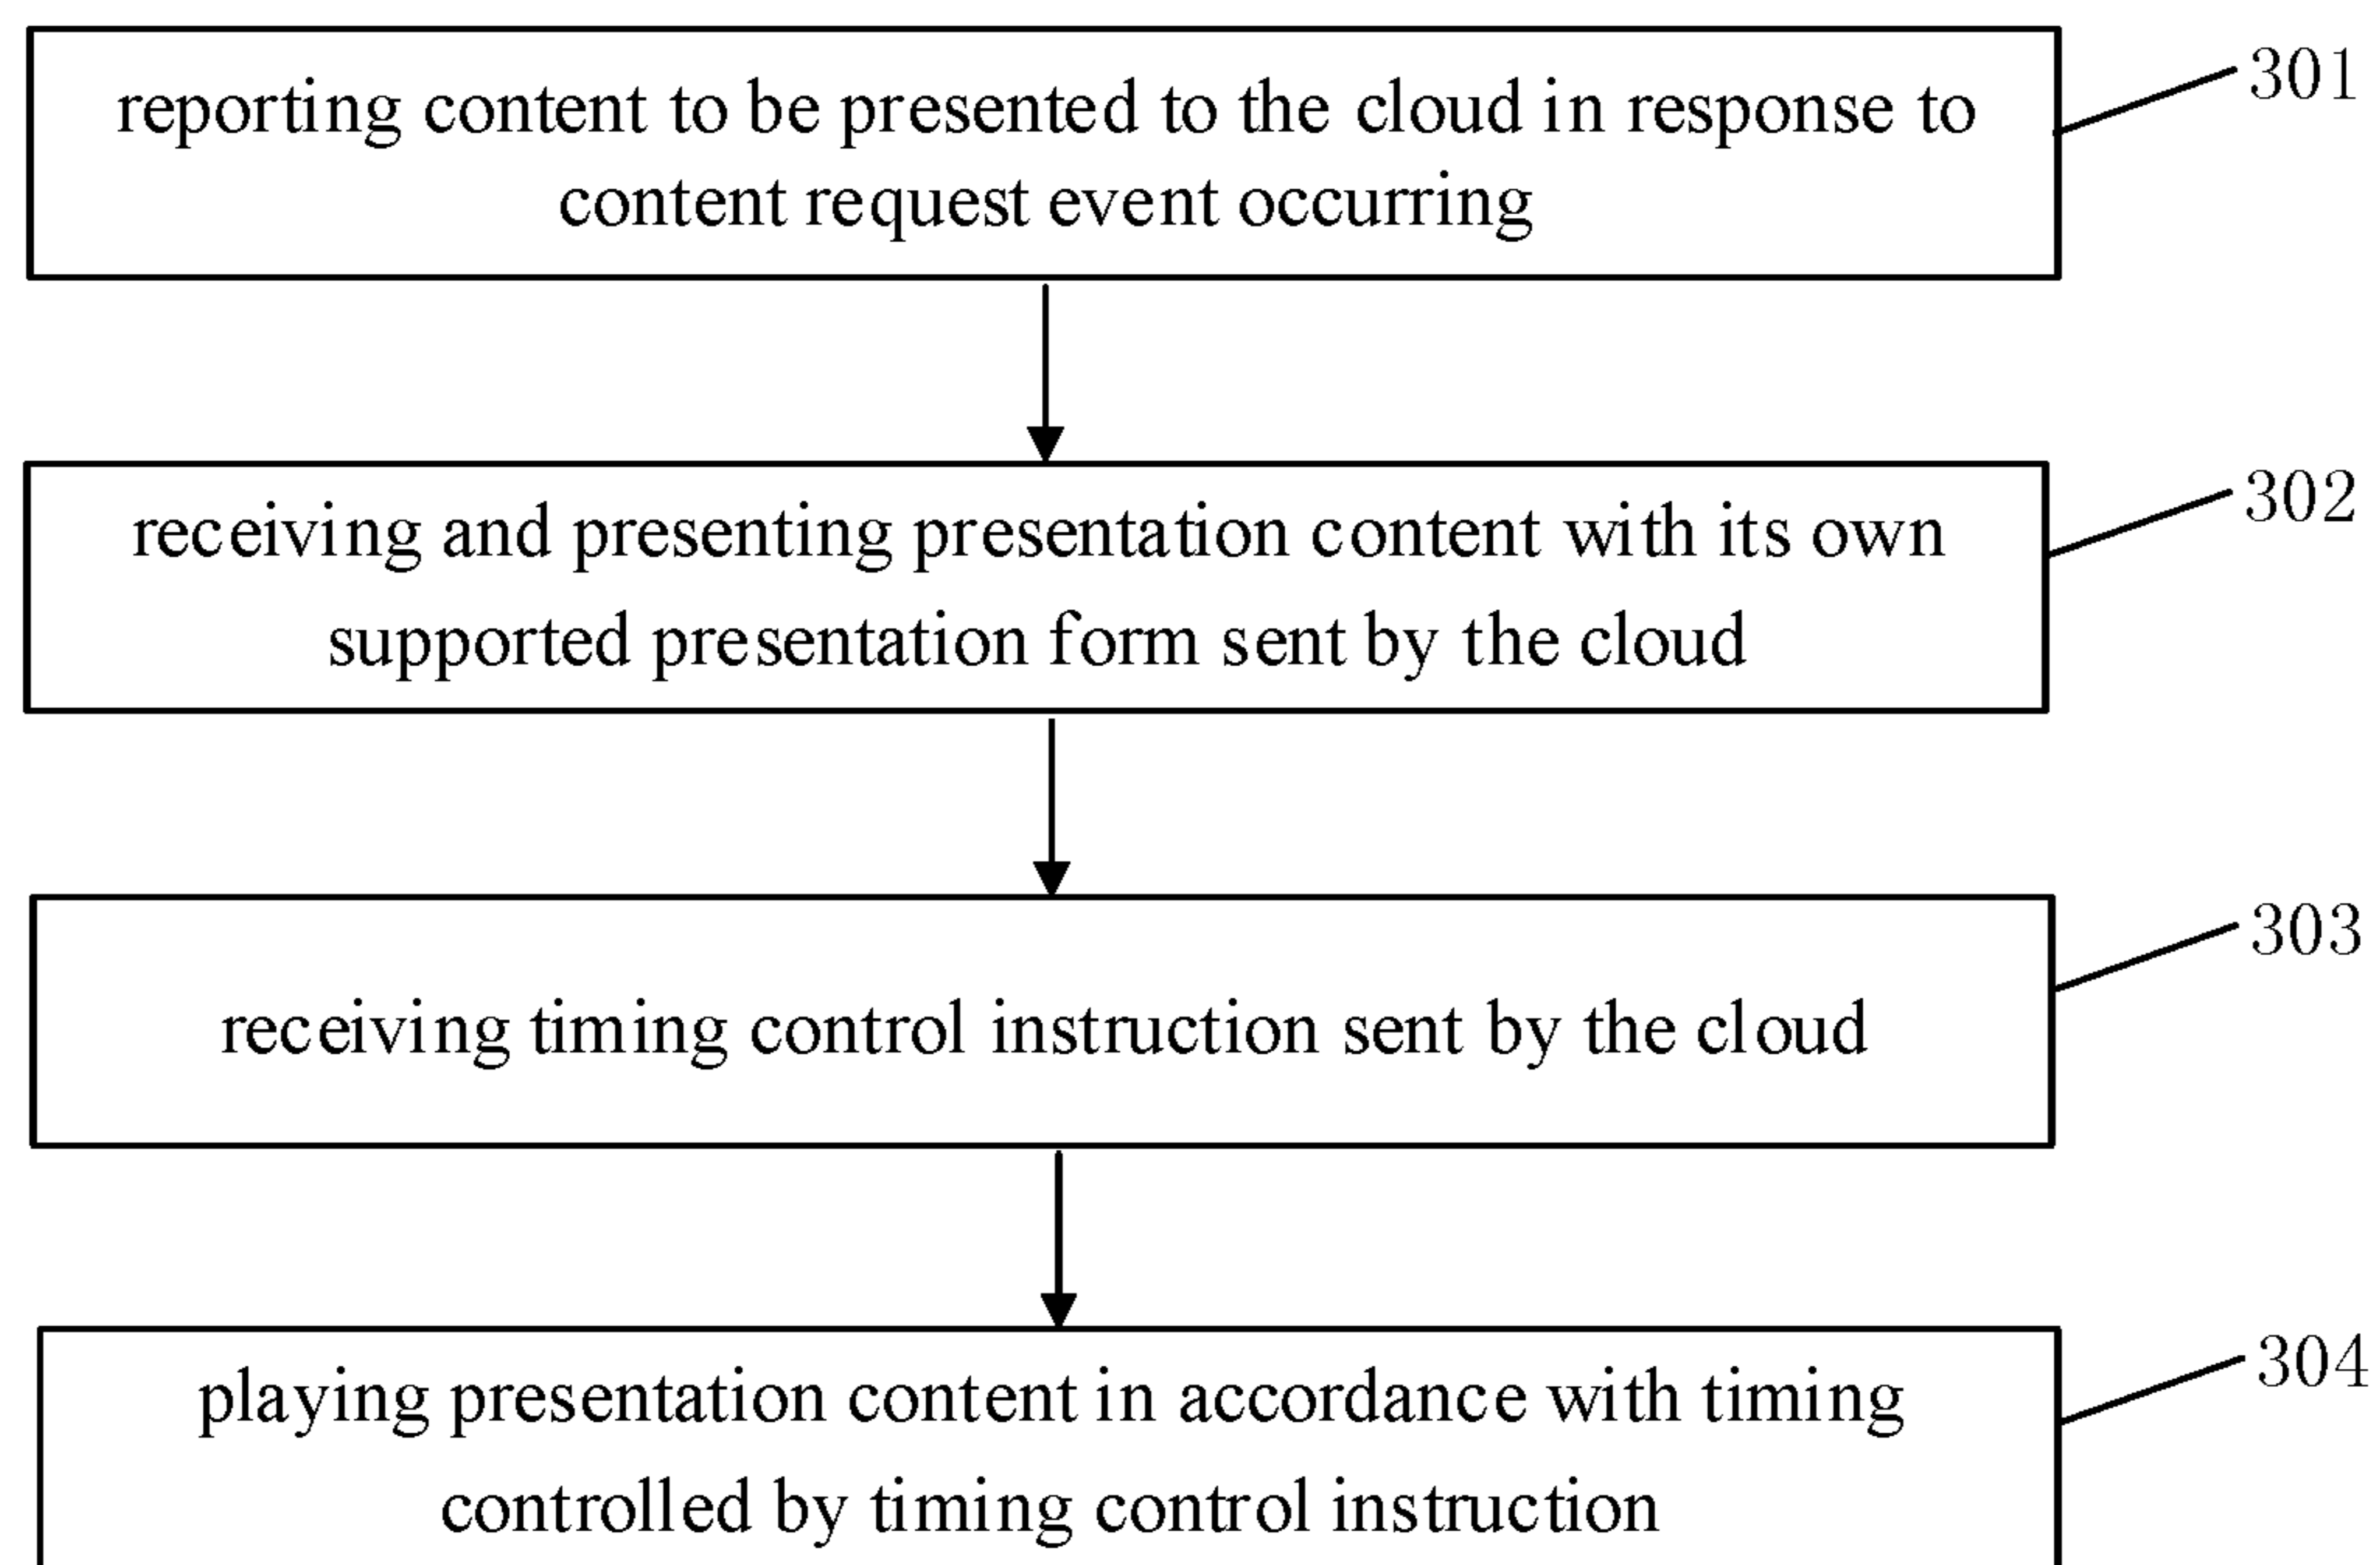 reporting content to be presented to the cloud in response to
content request event occurring
301
receiving and presenting presentation content with its own
supported presentation form sent by the cloud
302
receiving timing control instruction sent by the cloud
303
playing presentation content in accordance with timing
controlled by timing control instruction
304